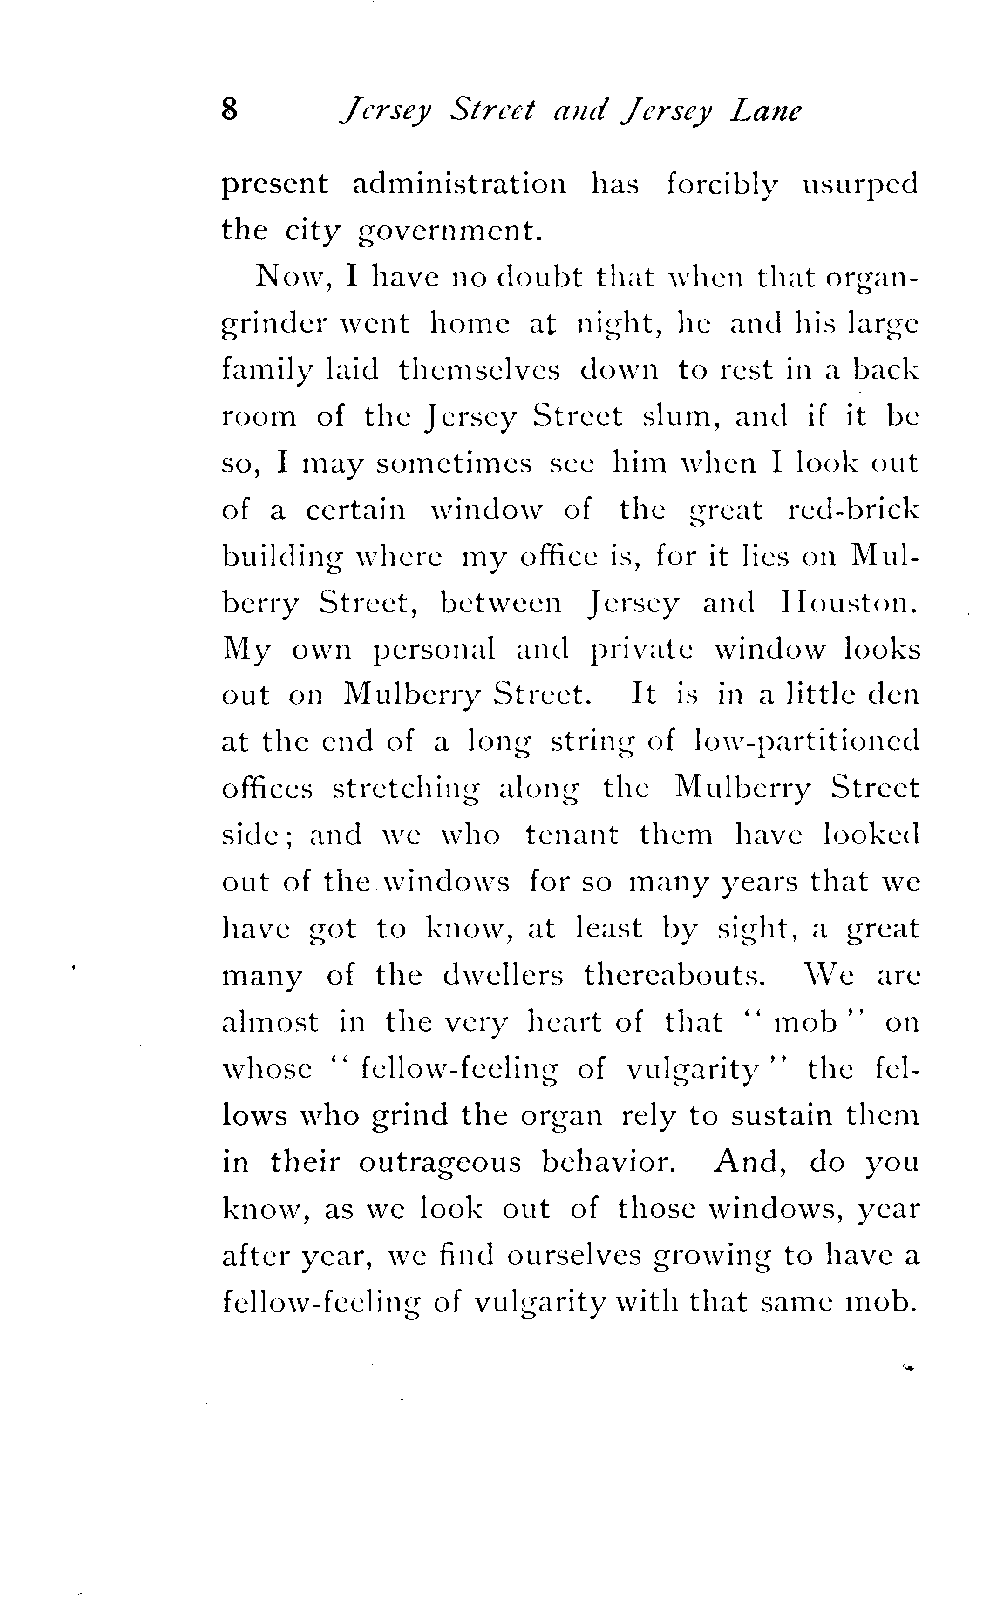 8 Jersey Street and Jersey Lane
present administration has forcibly usurped
the city government.
Now, I have no doubt that when that organ-
grinder went home at night, he and his large
family laid themselves down to rest in a back
room of the Jersey Street slum, and if it be
so, I may sometimes see him when I look out
of a certain window of the great red-brick
building where my office is, for it lies on Mul-
berry Street, between Jersey and Houston.
My own personal and private window looks
out on Mulberry Street. It is in a little den
at the end of a long string of low-partitioned
offices stretching along the Mulberry Street
side; and we who tenant them have looked
out of the windows for so many years that we
have got to know, at least by sight, a great
many of the dwellers thereabouts. We are
almost in the very heart of that “ mob ” on
whose “ fellow-feeling of vulgarity ” the fel-
lows who grind the organ rely to sustain them
in their outrageous behavior. And, do you
know, as we look out of those windows, year
after year, we find ourselves growing to have a
fellow-feeling of vulgarity with that same mob.